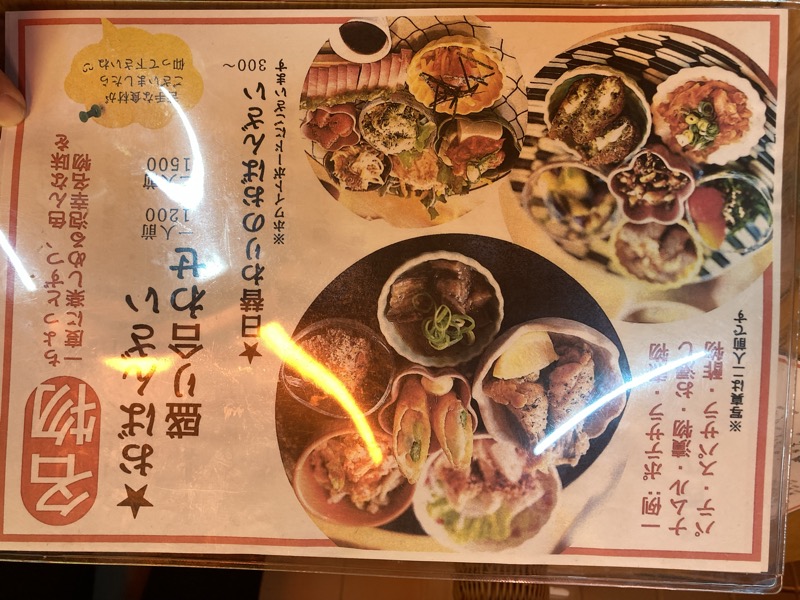 名物
ちょっとずつ、色んな味を
一度に楽しめる泡幸名物
★おばんざい
盛り合わせ
一人前
1200
二人前
1500
★日替わりのおばんざい
300～
※ホワイトボードにございます
苦手な食材が
ございましたら
仰って下さいね
一例：ポテサラ・煮物
ナムル・漬物・お浸し
パテ・スパサラ・酢物
※写真は二人前です